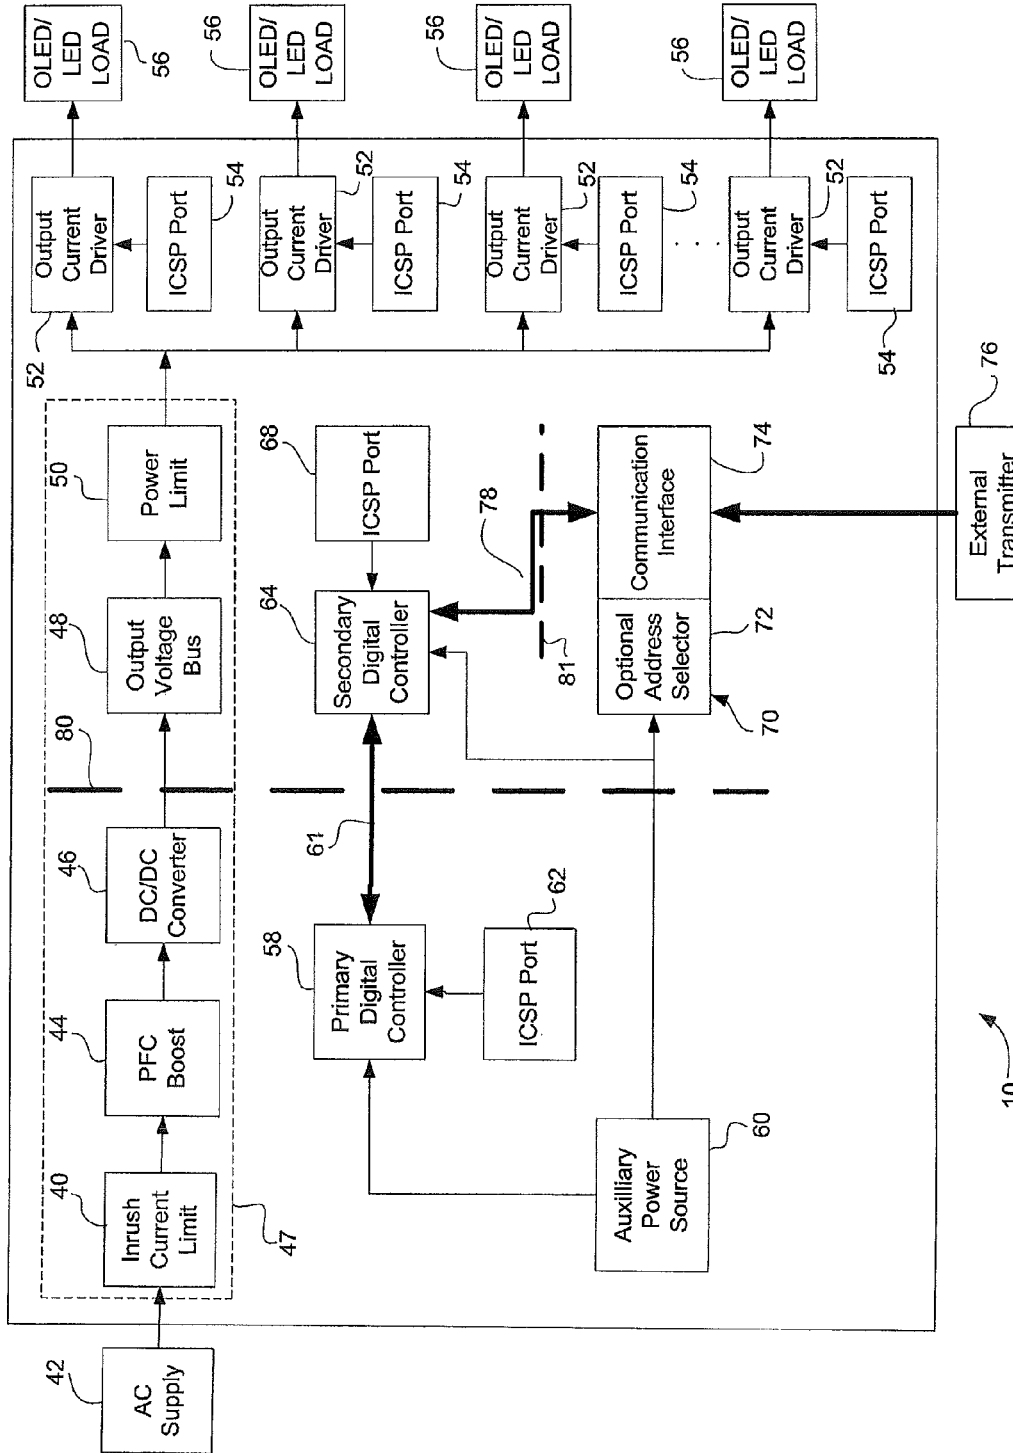 42
AC
Supply
40
Inrush
Current
Limit
47
44
PFC
Boost
46
DC/DC
Converter
80
48
Output
Voltage
Bus
50
Power
Limit
52
Output
Current
Driver
ICSP Port
54
OLED/
LED
LOAD
56
Output
Current
Driver
52
ICSP Port
54
56
OLED/
LED
LOAD
Output
Current
Driver
52
ICSP Port
54
56
OLED/
LED
LOAD
. . . .
Output
Current
Driver
52
ICSP Port
54
56
OLED/
LED
LOAD
58
Primary
Digital
Controller
61
62
ICSP Port
64
Secondary
Digital
Controller
68
ICSP Port
78
81
Auxilliary
Power
Source
60
Optional
Address
Selector
72
70
Communication
Interface
74
76
External
Transmitter
10